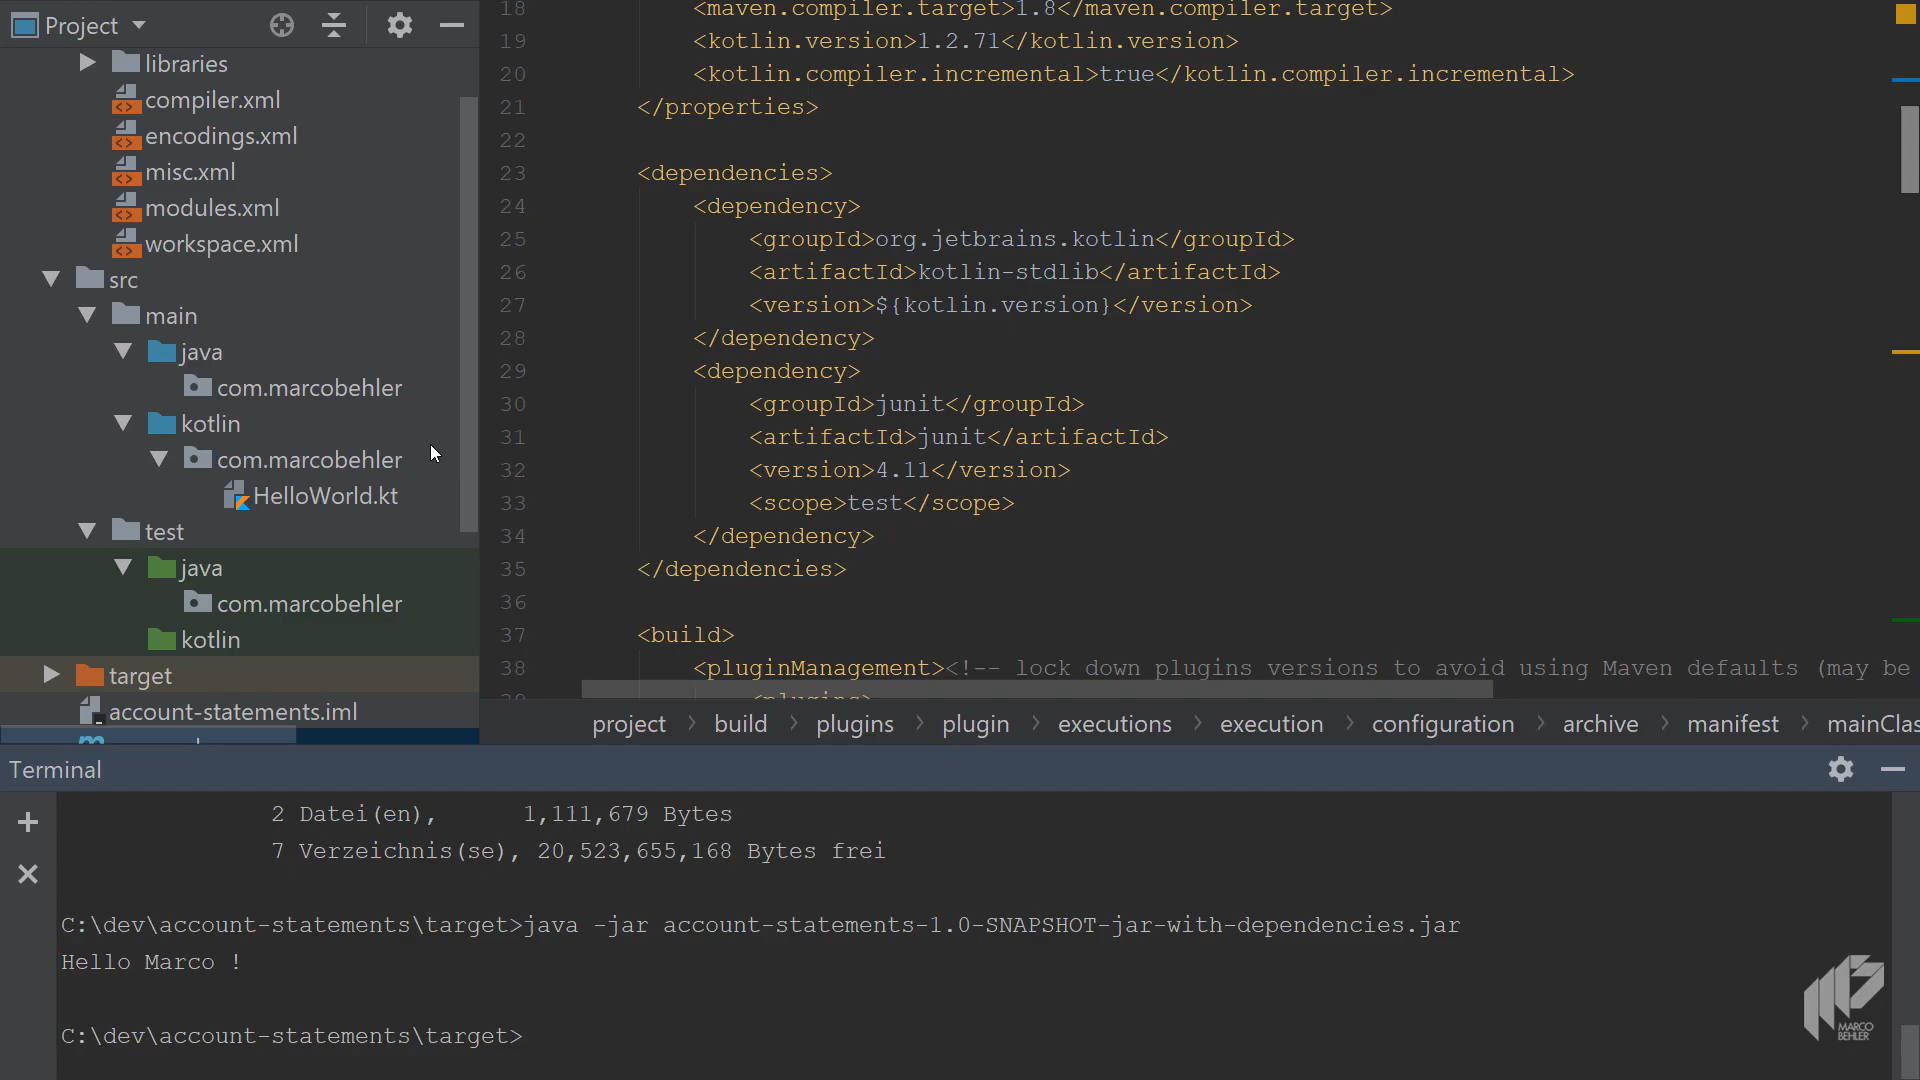 Project
libraries
compiler.xml
encodings.xml
misc.xml
modules.xml
workspace.xml
src
main
java
com.marcobehler
kotlin
com.marcobehler
HelloWorld.kt
test
java
com.marcobehler
kotlin
target
account-statements.iml
18 <maven.compiler.target>1.8</maven.compiler.target>
19 <kotlin.version>1.2.71</kotlin.version>
20 <kotlin.compiler.incremental>true</kotlin.compiler.incremental>
21 </properties>
22
23 <dependencies>
24 <dependency>
25 <groupId>org.jetbrains.kotlin</groupId>
26 <artifactId>kotlin-stdlib</artifactId>
27 <version>${kotlin.version}</version>
28 </dependency>
29 <dependency>
30 <groupId>junit</groupId>
31 <artifactId>junit</artifactId>
32 <version>4.11</version>
33 <scope>test</scope>
34 </dependency>
35 </dependencies>
36
37 <build>
38 <pluginManagement><!-- lock down plugins versions to avoid using Maven defaults (may be
project build plugins plugin executions execution configuration archive manifest mainClas
Terminal
2 Datei(en), 1,111,679 Bytes
7 Verzeichnis(se), 20,523,655,168 Bytes frei
C:\dev\account-statements\target>java -jar account-statements-1.0-SNAPSHOT-jar-with-dependencies.jar
Hello Marco !
C:\dev\account-statements\target>
MARCO
BEHLER